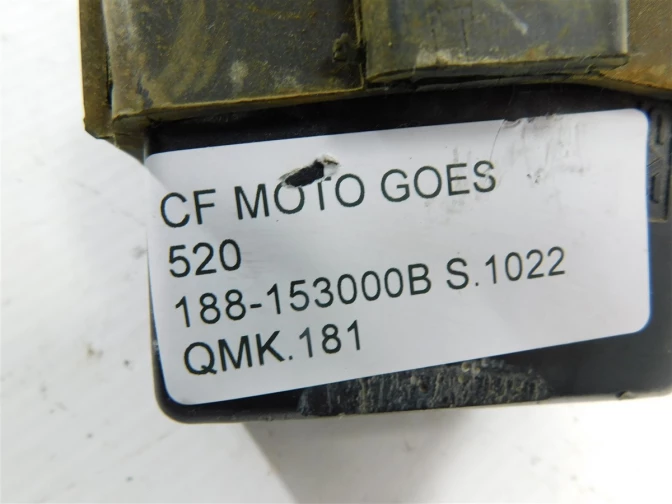 CF MOTO GOES
520
188-153000B S.1022
QMK.181